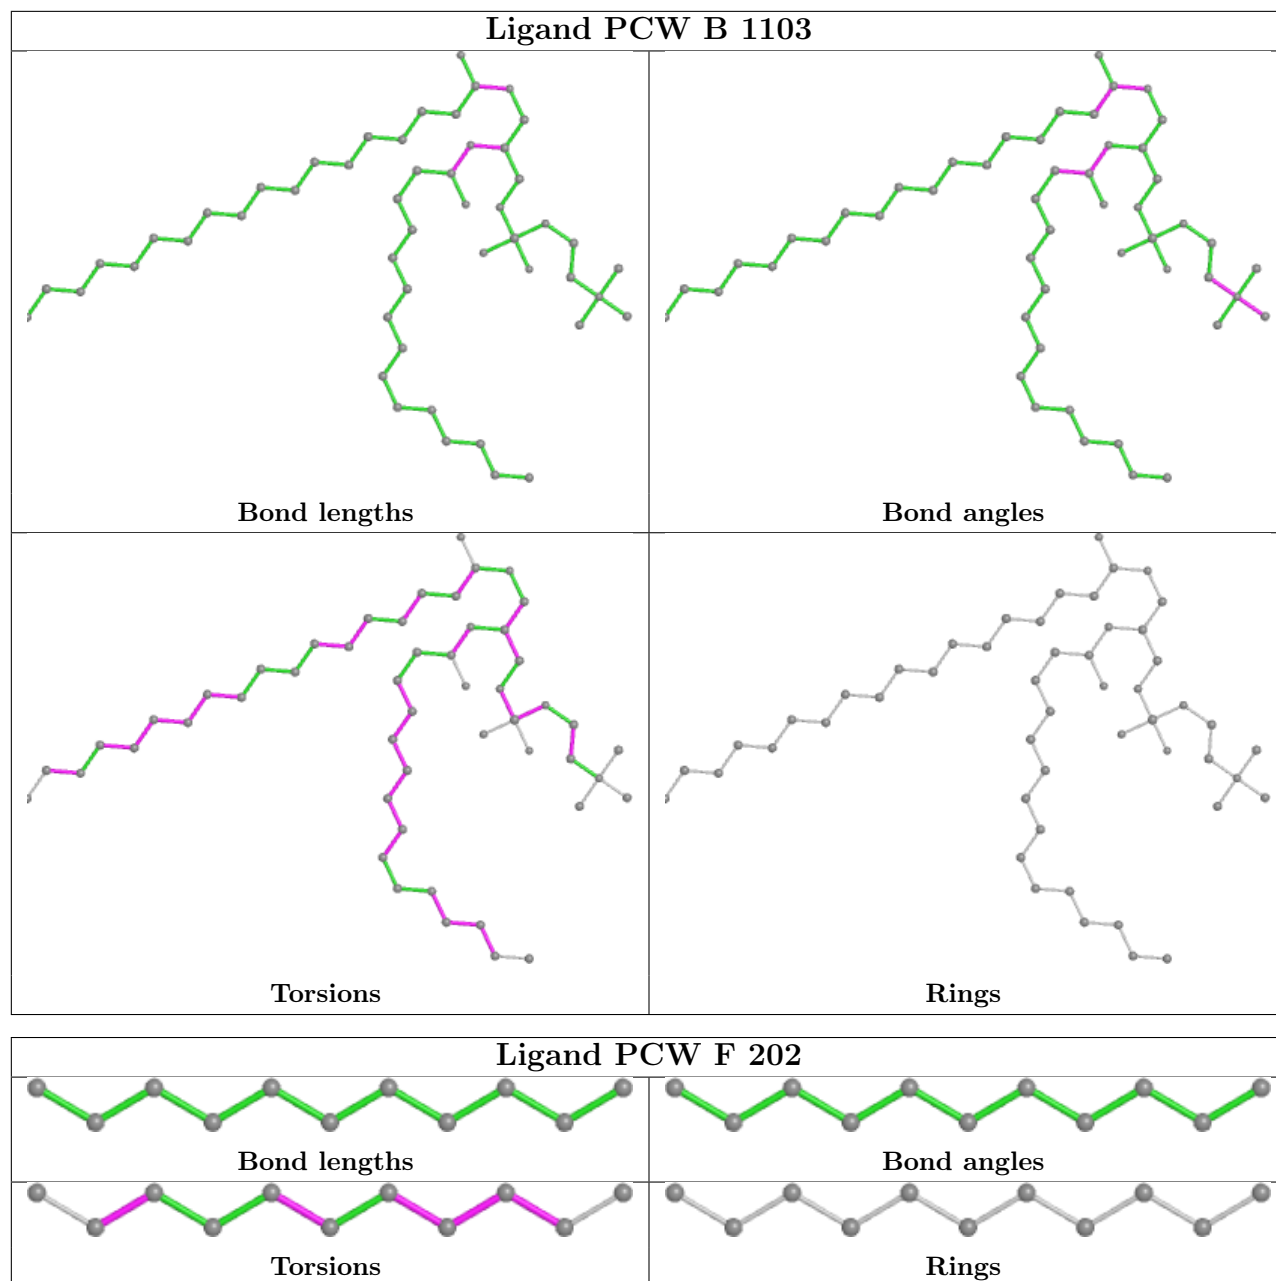 Ligand PCW B 1103
Bond lengths
Bond angles
Torsions
Rings
Ligand PCW F 202
Bond lengths
Bond angles
Torsions
Rings